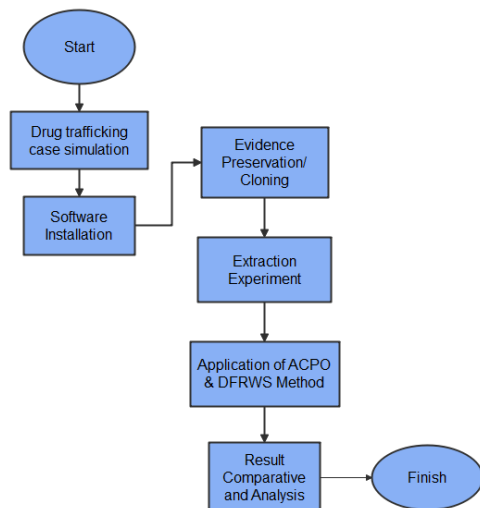 Start
Drug trafficking
case simulation
Software
Installation
Evidence
Preservation/
Cloning
Extraction
Experiment
Application of ACPO
& DFRWS Method
Result
Comparative
and Analysis
Finish